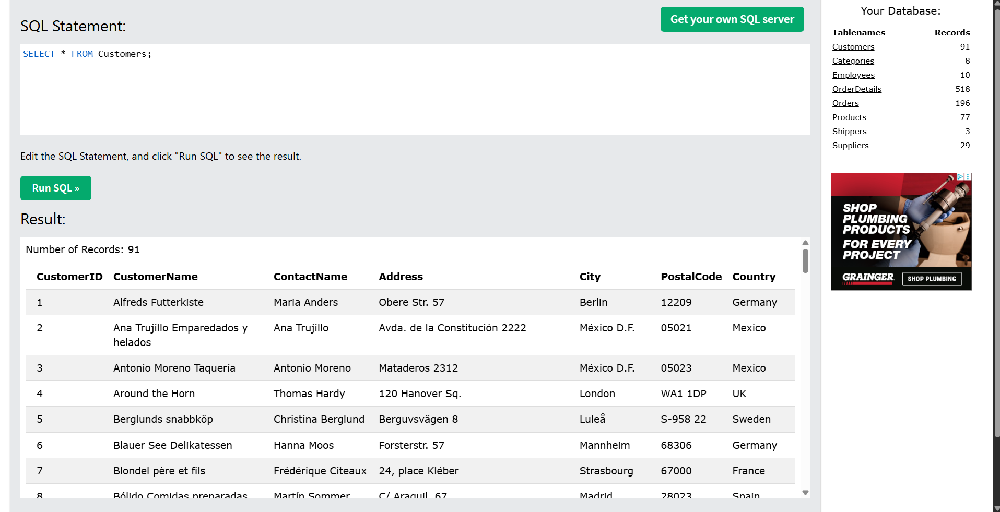 SQL Statement:
Get your own SQL server
SELECT * FROM Customers;
Edit the SQL Statement, and click "Run SQL" to see the result.
Run SQL »
Result:
Number of Records: 91
CustomerID CustomerName ContactName Address City PostalCode Country
1 Alfreds Futterkiste Maria Anders Obere Str. 57 Berlin 12209 Germany
2 Ana Trujillo Emparedados y Ana Trujillo Avda. de la Constitución 2222 México D.F. 05021 Mexico
helados
3 Antonio Moreno Taquería Antonio Moreno Mataderos 2312 México D.F. 05023 Mexico
4 Around the Horn Thomas Hardy 120 Hanover Sq. London WA1 1DP UK
5 Berglunds snabbköp Christina Berglund Berguvsvägen 8 Luleå S-958 22 Sweden
6 Blauer See Delikatessen Hanna Moos Forsterstr. 57 Mannheim 68306 Germany
7 Blondel père et fils Frédérique Citeaux 24, place Kléber Strasbourg 67000 France
8 Bólido Comidas preparadas Martín Sommer C/ Araquil, 67 Madrid 28023 Spain
Your Database:
Tablenames Records
Customers 91
Categories 8
Employees 10
OrderDetails 518
Orders 196
Products 77
Shippers 3
Suppliers 29
SHOP
PLUMBING
PRODUCTS
FOR EVERY
PROJECT
GRAINGER
SHOP PLUMBING